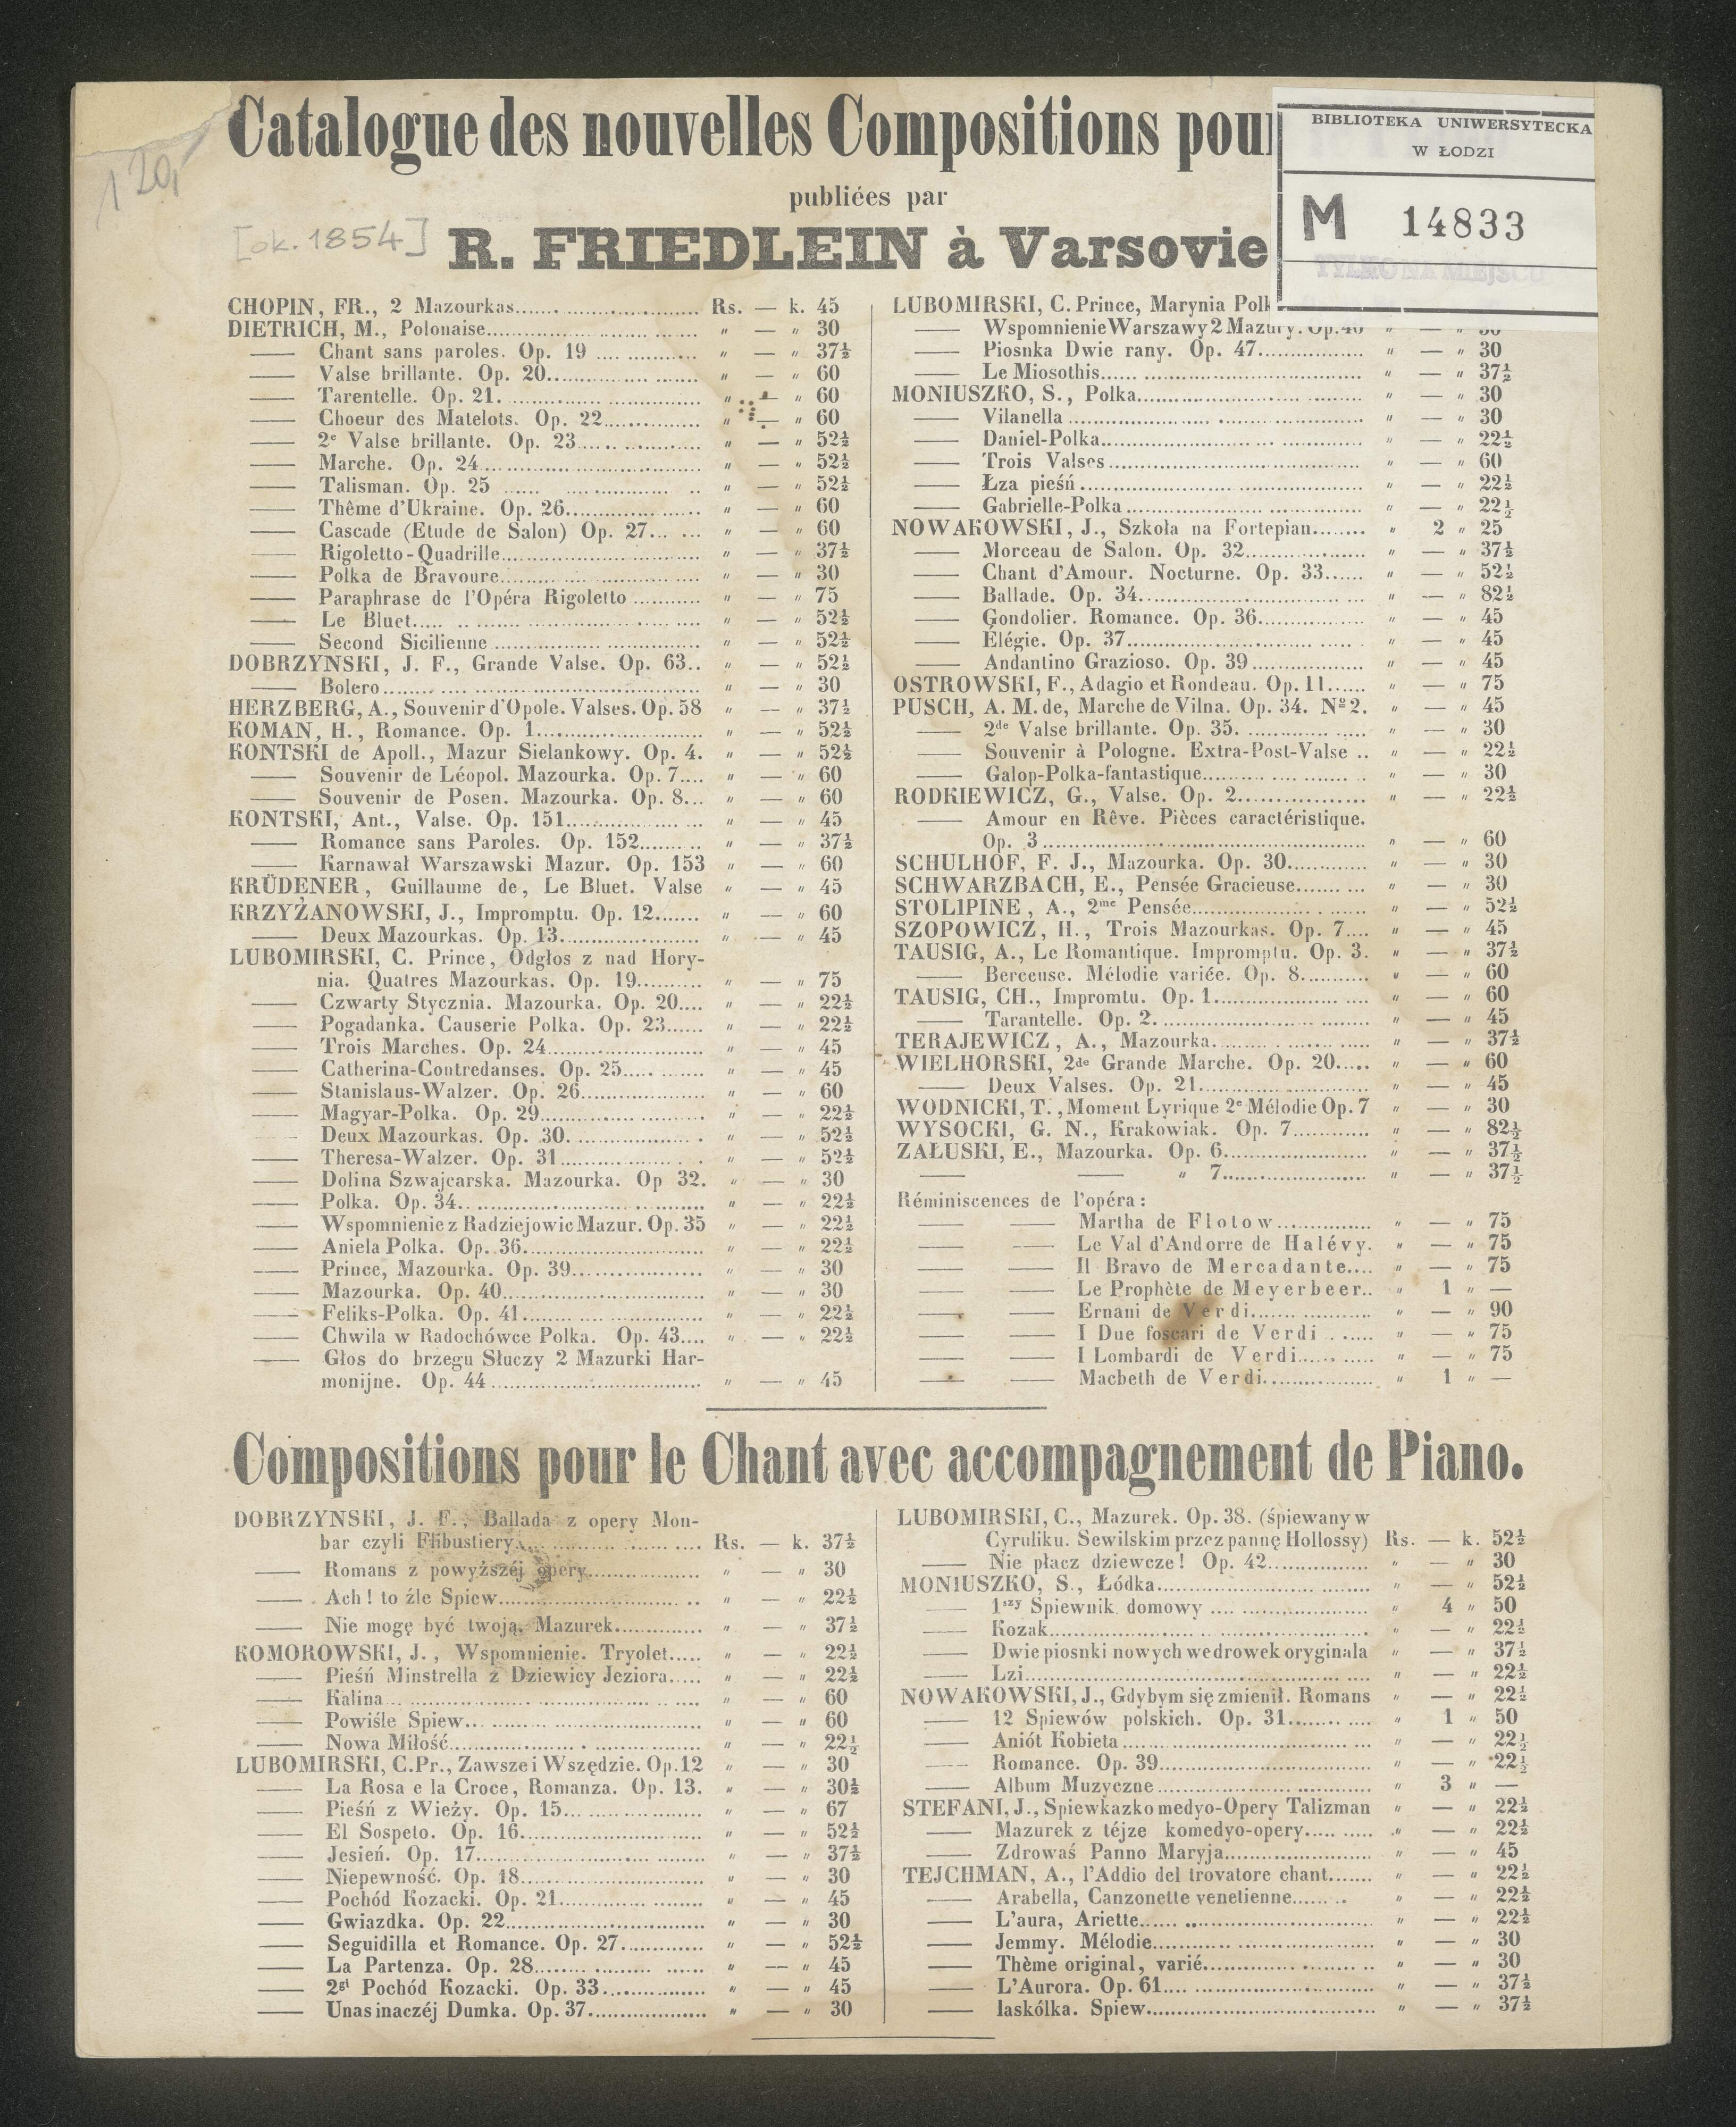 Catalogue des nouvelles Compositions pour
BIBLIOTEKA UNIWERSYTECKA
W ŁODZI
M 14833
TYLKO NA MIEJSCU
120,
publiées par
[ok. 1854]
R. FRIEDLEIN à Varsovie
CHOPIN, FR., 2 Mazourkas.... Rs. — k. 45
DIETRICH, M., Polonaise.... " — " 30
—— Chant sans paroles. Op. 19 .... " — " 37½
—— Valse brillante. Op. 20.... " — " 60
—— Tarentelle. Op. 21. .... " — " 60
—— Choeur des Matelots. Op. 22.... " — " 60
—— 2e Valse brillante. Op. 23.... " — " 52½
—— Marche. Op. 24.... " — " 52½
—— Talisman. Op. 25 .... " — " 52½
—— Thême d'Ukraine. Op. 26.... " — " 60
—— Cascade (Etude de Salon) Op. 27.... " — " 60
—— Rigoletto-Quadrille.... " — " 37½
—— Polka de Bravoure.... " — " 30
—— Paraphrase de l'Opéra Rigoletto .... " — " 75
—— Le Bluet.... " — " 52½
—— Second Sicilienne .... " — " 52½
DOBRZYNSKI, J. F., Grande Valse. Op. 63.. " — " 52½
—— Bolero.... " — " 30
HERZBERG, A., Souvenir d'Opole. Valses. Op. 58 " — " 37½
KOMAN, H., Romance. Op. 1.... " — " 52½
KONTSKI de Apoll., Mazur Sielankowy. Op. 4. " — " 52½
—— Souvenir de Léopol. Mazourka. Op. 7.... " — " 60
—— Souvenir de Posen. Mazourka. Op. 8... " — " 60
KONTSKI, Ant., Valse. Op. 151.... " — " 45
—— Romance sans Paroles. Op. 152.... " — " 37½
—— Karnawał Warszawski Mazur. Op. 153 " — " 60
KRÜDENER, Guillaume de, Le Bluet. Valse " — " 45
KRZYŻANOWSKI, J., Impromptu. Op. 12.... " — " 60
—— Deux Mazourkas. Op. 13.... " — " 45
LUBOMIRSKI, C. Prince, Odgłos z nad Hory-
nia. Quatres Mazourkas. Op. 19.... " — " 75
—— Czwarty Stycznia. Mazourka. Op. 20.... " — " 22½
—— Pogadanka. Causerie Polka. Op. 23.... " — " 22½
—— Trois Marches. Op. 24.... " — " 45
—— Catherina-Contredanses. Op. 25.... " — " 45
—— Stanislaus-Walzer. Op. 26.... " — " 60
—— Magyar-Polka. Op. 29.... " — " 22½
—— Deux Mazourkas. Op. 30.... " — " 52½
—— Theresa-Walzer. Op. 31.... " — " 52½
—— Dolina Szwajcarska. Mazourka. Op 32. " — " 30
—— Polka. Op. 34.... " — " 22½
—— Wspomnienie z Radziejowic Mazur. Op. 35 " — " 22½
—— Aniela Polka. Op. 36.... " — " 22½
—— Prince, Mazourka. Op. 39.... " — " 30
—— Mazourka. Op. 40.... " — " 30
—— Feliks-Polka. Op. 41.... " — " 22½
—— Chwila w Radochówce Polka. Op. 43.... " — " 22½
—— Głos do brzegu Słuczy 2 Mazurki Har-
monijne. Op. 44.... " — " 45
LUBOMIRSKI, C. Prince, Marynia Polk
—— Wspomnienie Warszawy 2 Mazury. Op. 46 " — " 30
—— Piosnka Dwie rany. Op. 47.... " — " 30
—— Le Miosothis.... " — " 37½
MONIUSZKO, S., Polka.... " — " 30
—— Vilanella.... " — " 30
—— Daniel-Polka.... " — " 22½
—— Trois Valses.... " — " 60
—— Łza pieśń.... " — " 22½
—— Gabrielle-Polka.... " — " 22½
NOWAKOWSKI, J., Szkoła na Fortepian.... " 2 " 25
—— Morceau de Salon. Op. 32.... " — " 37½
—— Chant d'Amour. Nocturne. Op. 33.... " — " 52½
—— Ballade. Op. 34.... " — " 82½
—— Gondolier. Romance. Op. 36.... " — " 45
—— Élégie. Op. 37.... " — " 45
—— Andantino Grazioso. Op. 39.... " — " 45
OSTROWSKI, F., Adagio et Rondeau. Op. 11.... " — " 75
PUSCH, A. M. de, Marche de Vilna. Op. 34. Nº 2. " — " 45
—— 2de Valse brillante. Op. 35. .... " — " 30
—— Souvenir à Pologne. Extra-Post-Valse .. " — " 22½
—— Galop-Polka-fantastique.... " — " 30
RODKIEWICZ, G., Valse. Op. 2.... " — " 22½
—— Amour en Rêve. Pièces caractéristique.
Op. 3.... " — " 60
SCHULHOF, F. J., Mazourka. Op. 30.... " — " 30
SCHWARZBACH, E., Pensée Gracieuse.... " — " 30
STOLIPINE, A., 2me Pensée.... " — " 52½
SZOPOWICZ, H., Trois Mazourkas. Op. 7.... " — " 45
TAUSIG, A., Le Romantique. Impromptu. Op. 3. " — " 37½
—— Berceuse. Mélodie variée. Op. 8.... " — " 60
TAUSIG, CH., Impromtu. Op. 1.... " — " 60
—— Tarantelle. Op. 2. .... " — " 45
TERAJEWICZ, A., Mazourka.... " — " 37½
WIELHORSKI, 2de Grande Marche. Op. 20.... " — " 60
—— Deux Valses. Op. 21.... " — " 45
WODNICKI, T., Moment Lyrique 2e Mélodie Op. 7 " — " 30
WYSOCKI, G. N., Krakowiak. Op. 7.... " — " 82½
ZAŁUSKI, E., Mazourka. Op. 6.... " — " 37½
—— —— " 7.... " — " 37½
Réminiscences de l'opéra:
—— —— Martha de Flotow.... " — " 75
—— —— Le Val d'Andorre de Halévy. " — " 75
—— —— Il Bravo de Mercadante.... " — " 75
—— —— Le Prophète de Meyerbeer.. " 1 " —
—— —— Ernani de Verdi.... " — " 90
—— —— I Due foscari de Verdi .... " — " 75
—— —— I Lombardi de Verdi.... " — " 75
—— —— Macbeth de Verdi.... " 1 " —
Compositions pour le Chant avec accompagnement de Piano.
DOBRZYNSKI, J. F., Ballada z opery Mon-
bar czyli Flibustiery.... Rs. — k. 37½
—— Romans z powyższéj opery.... " — " 30
—— Ach! to źle Spiew.... " — " 22½
—— Nie mogę być twoją. Mazurek.... " — " 37½
KOMOROWSKI, J., Wspomnienie. Tryolet.... " — " 22½
—— Pieśń Minstrella z Dziewicy Jeziora.... " — " 22½
—— Kalina.... " — " 60
—— Powiśle Spiew.... " — " 60
—— Nowa Miłość.... " — " 22½
LUBOMIRSKI, C. Pr., Zawsze i Wszędzie. Op. 12 " — " 30
—— La Rosa e la Croce, Romanza. Op. 13. " — " 30½
—— Pieśń z Wieży. Op. 15.... " — " 67
—— El Sospeto. Op. 16.... " — " 52½
—— Jesień. Op. 17.... " — " 37½
—— Niepewność. Op. 18.... " — " 30
—— Pochód Kozacki. Op. 21.... " — " 45
—— Gwiazdka. Op. 22.... " — " 30
—— Seguidilla et Romance. Op. 27.... " — " 52½
—— La Partenza. Op. 28.... " — " 45
—— 2gi Pochód Kozacki. Op. 33.... " — " 45
—— Unas inaczéj Dumka. Op. 37.... " — " 30
LUBOMIRSKI, C., Mazurek. Op. 38. (śpiewany w
Cyruliku. Sewilskim przez pannę Hollossy) Rs. — k. 52½
—— Nie płacz dziewcze! Op. 42.... " — " 30
MONIUSZKO, S., Łódka.... " — " 52½
—— 1szy Spiewnik domowy .... " 4 " 50
—— Kozak.... " — " 22½
—— Dwie piosnki nowych wedrowek oryginala " — " 37½
—— Lzi.... " — " 22½
NOWAKOWSKI, J., Gdybym się zmienił. Romans " — " 22½
—— 12 Spiewów polskich. Op. 31.... " 1 " 50
—— Aniót Kobieta.... " — " 22½
—— Romance. Op. 39.... " — " 22½
—— Album Muzyczne.... " 3 " —
STEFANI, J., Spiewkazkomedyo-Opery Talizman " — " 22½
—— Mazurek z téjze komedyo-opery.... " — " 22½
—— Zdrowaś Panno Maryja.... " — " 45
TEJCHMAN, A., l'Addio del trovatore chant.... " — " 22½
—— Arabella, Canzonette venetienne.... " — " 22½
—— L'aura, Ariette.... " — " 22½
—— Jemmy. Mélodie.... " — " 30
—— Thème original, varié.... " — " 30
—— L'Aurora. Op. 61.... " — " 37½
—— laskólka. Spiew.... " — " 37½